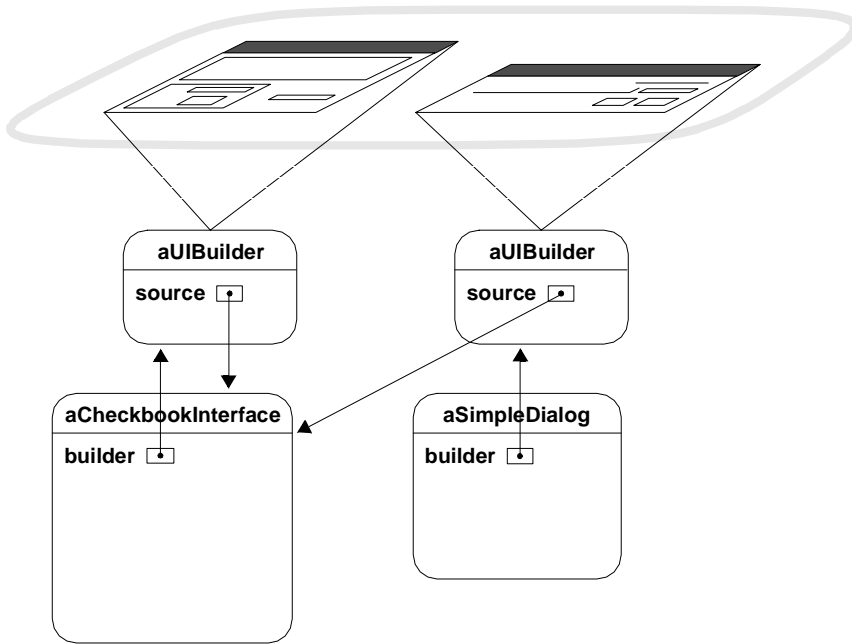 aUIBuilder
source
aUIBuilder
source
aCheckbookInterface
builder
aSimpleDialog
builder